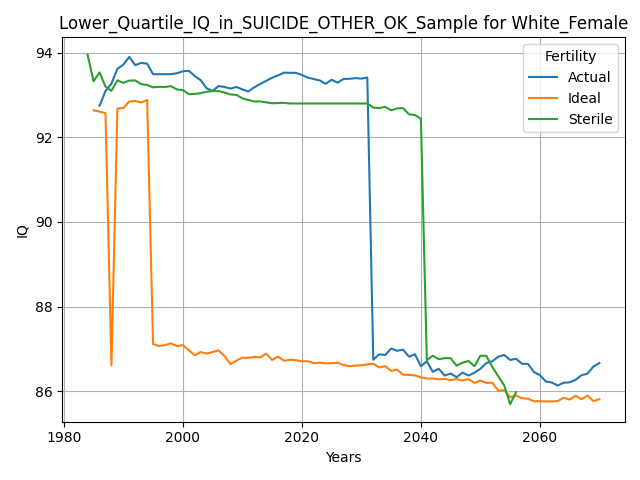 Lower_Quartile_IQ_in_SUICIDE_OTHER_OK_Sample for White_Female
Fertility
Actual
Ideal
Sterile
94
92
90
88
86
IQ
1980
2000
2020
2040
2060
Years